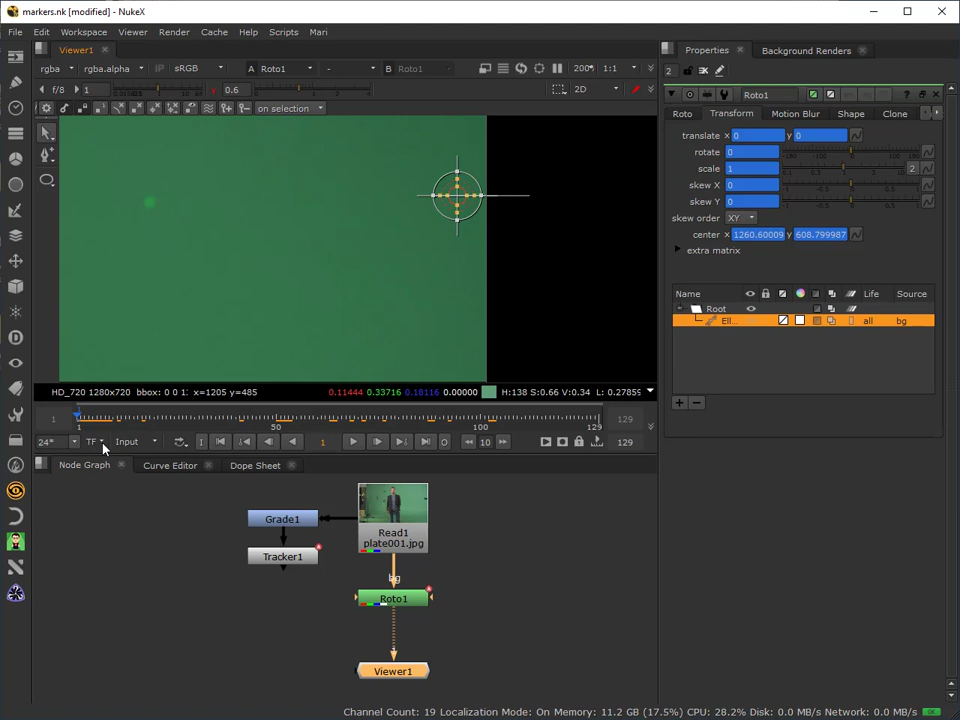 markers.nk [modified] - NukeX
File Edit Workspace Viewer Render Cache Help Scripts Mari
Viewer1
rgba rgba.alpha IP sRGB A Roto1 - B Roto1 200% 1:1
f/8 1 Y 0.6 2D
on selection
HD_720 1280x720 bbox: 0 0 1 x=1205 y=485 0.11444 0.33716 0.18116 0.00000 H:138 S:0.66 V:0.34 L: 0.27859
1 1 50 100 129 129
24* TF Input I 1 O 10 129
Node Graph Curve Editor Dope Sheet
Grade1
Tracker1
Read1
plate001.jpg
bg
Roto1
Viewer1
Properties Background Renders
2
Roto1
Roto Transform Motion Blur Shape Clone
translate x 0 y 0
rotate 0
scale 1 2
skew X 0
skew Y 0
skew order XY
center x 1260.60009 y 608.799987
extra matrix
Name Life Source
Root
Ell... all bg
Channel Count: 19 Localization Mode: On Memory: 11.2 GB (17.5%) CPU: 28.2% Disk: 0.0 MB/s Network: 0.0 MB/s